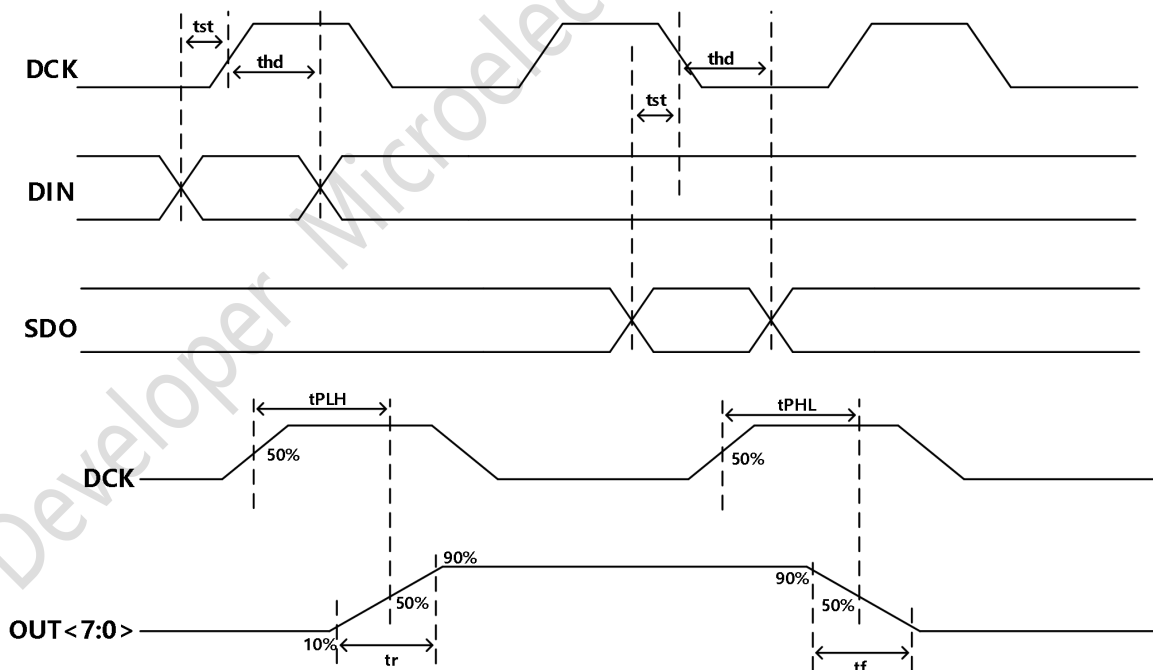 tst
thd
DCK
thd
tst
DIN
SDO
tPLH
tPHL
50%
50%
DCK
90%
90%
50%
50%
OUT<7:0>
10%
tr
tf
Developer Microelec